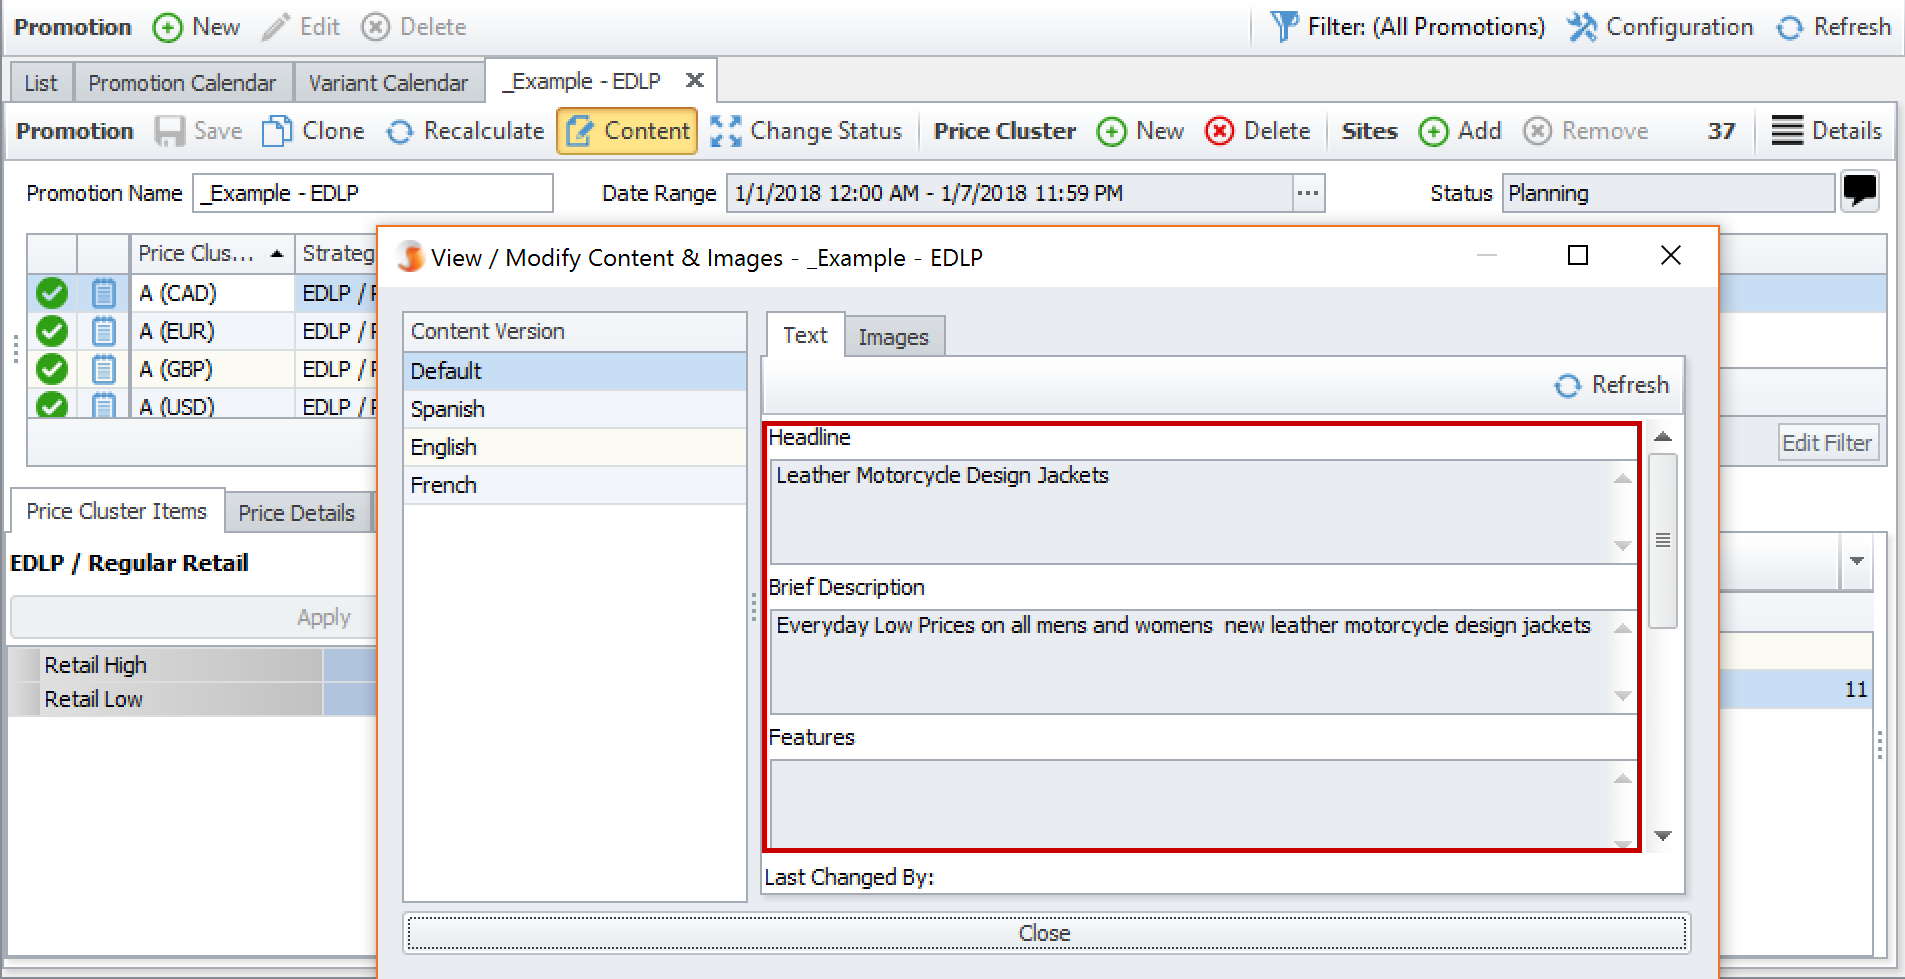 Promotion New Edit Delete Filter: (All Promotions) Configuration Refresh
List Promotion Calendar Variant Calendar _Example - EDLP
Promotion Save Clone Recalculate Content Change Status Price Cluster New Delete Sites Add Remove 37 Details
Promotion Name _Example - EDLP Date Range 1/1/2018 12:00 AM - 1/7/2018 11:59 PM ... Status Planning
Price Clus... Strateg
A (CAD) EDLP /
A (EUR) EDLP /
A (GBP) EDLP /
A (USD) EDLP /
Edit Filter
Price Cluster Items Price Details
EDLP / Regular Retail
Apply
Retail High
Retail Low
11
View / Modify Content & Images - _Example - EDLP
Content Version
Default
Spanish
English
French
Text Images
Refresh
Headline
Leather Motorcycle Design Jackets
Brief Description
Everyday Low Prices on all mens and womens  new leather motorcycle design jackets
Features
Last Changed By:
Close